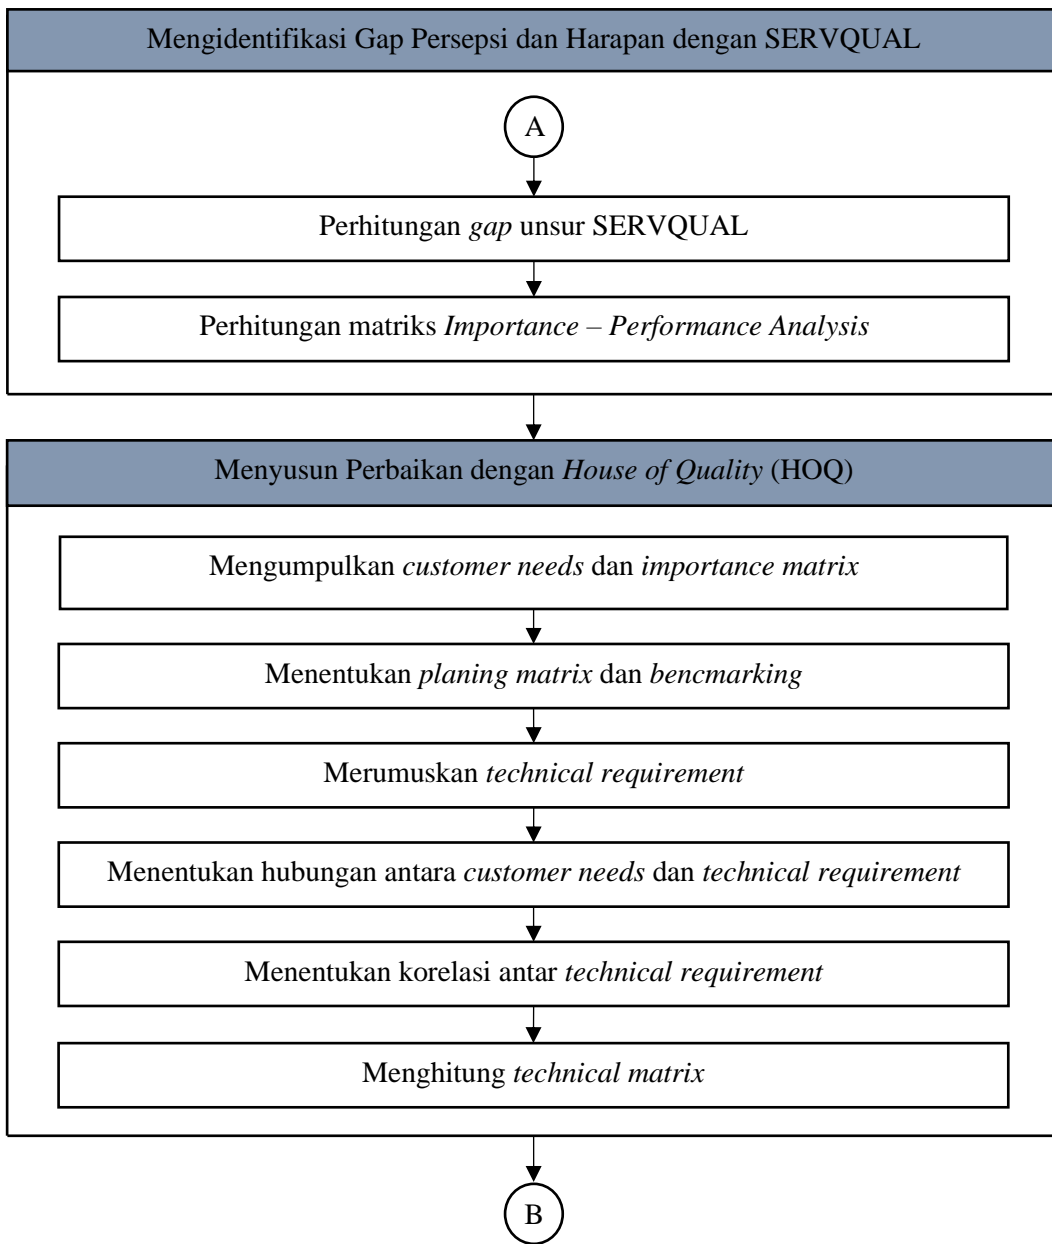 Mengidentifikasi Gap Persepsi dan Harapan dengan SERVQUAL
A
Perhitungan gap unsur SERVQUAL
Perhitungan matriks Importance – Performance Analysis
Menyusun Perbaikan dengan House of Quality (HOQ)
Mengumpulkan customer needs dan importance matrix
Menentukan planing matrix dan bencmarking
Merumuskan technical requirement
Menentukan hubungan antara customer needs dan technical requirement
Menentukan korelasi antar technical requirement
Menghitung technical matrix
B